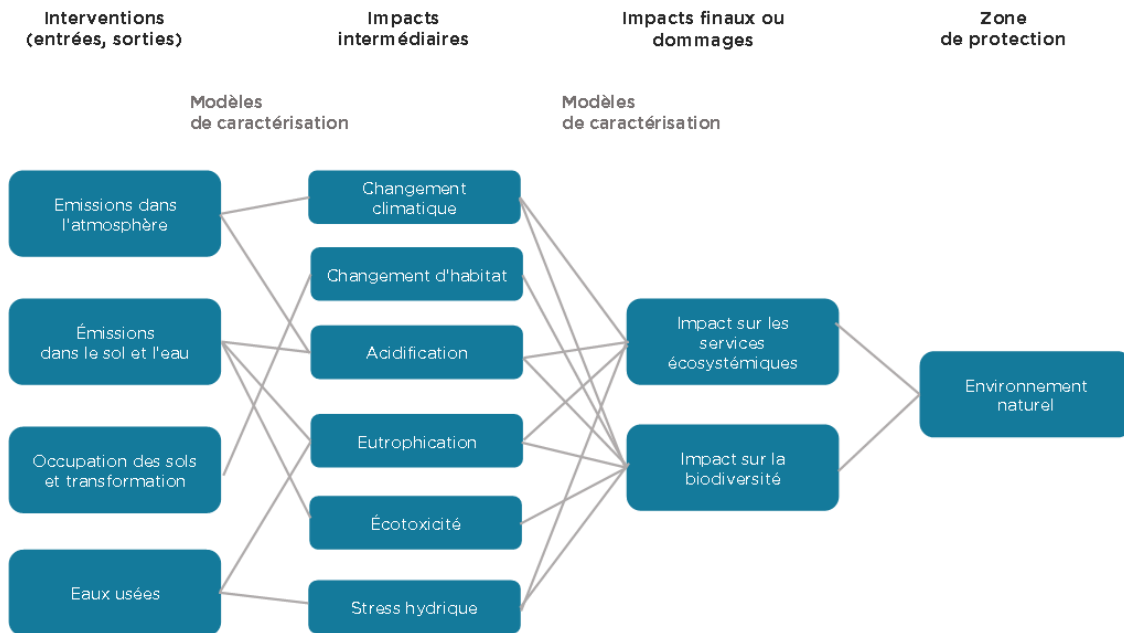 Interventions
(entrées, sorties)
Impacts
intermédiaires
Impacts finaux ou
dommages
Zone
de protection
Modèles
de caractérisation
Modèles
de caractérisation
Emissions dans
l'atmosphère
Émissions
dans le sol et l'eau
Occupation des sols
et transformation
Eaux usées
Changement
climatique
Changement d'habitat
Acidification
Eutrophication
Écotoxicité
Stress hydrique
Impact sur les
services
écosystémiques
Impact sur la
biodiversité
Environnement
naturel